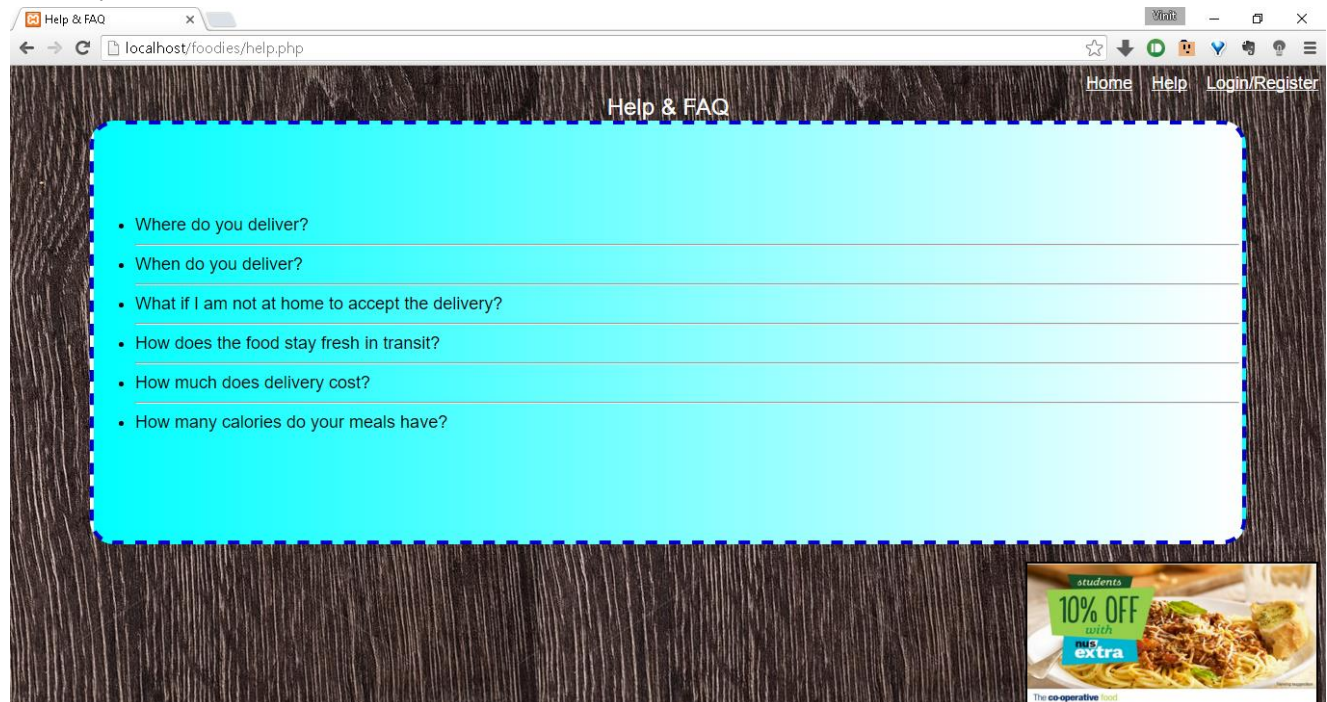 Help & FAQ
Vinit
localhost/foodies/help.php
Home Help Login/Register
Help & FAQ
Where do you deliver?
When do you deliver?
What if I am not at home to accept the delivery?
How does the food stay fresh in transit?
How much does delivery cost?
How many calories do your meals have?
students
10% OFF
with
nus
extra
The co-operative food